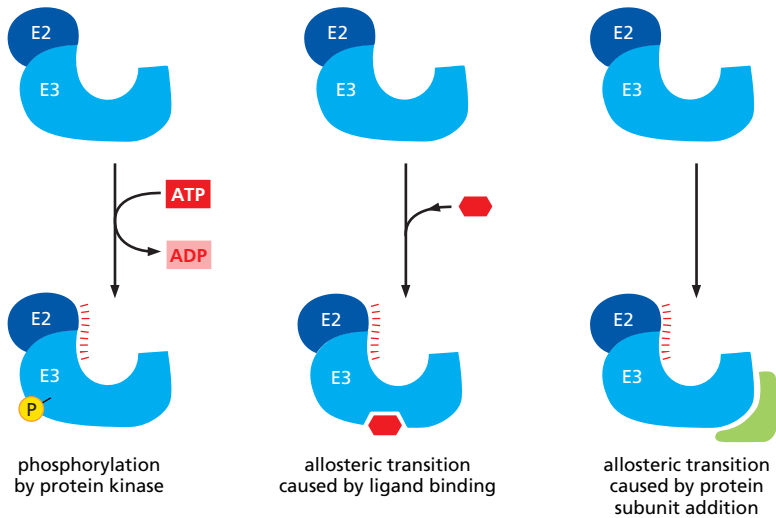 E2
E3
E2
E3
E2
E3
ATP
ADP
E2
E3
P
E2
E3
E2
E3
phosphorylation
by protein kinase
allosteric transition
caused by ligand binding
allosteric transition
caused by protein
subunit addition